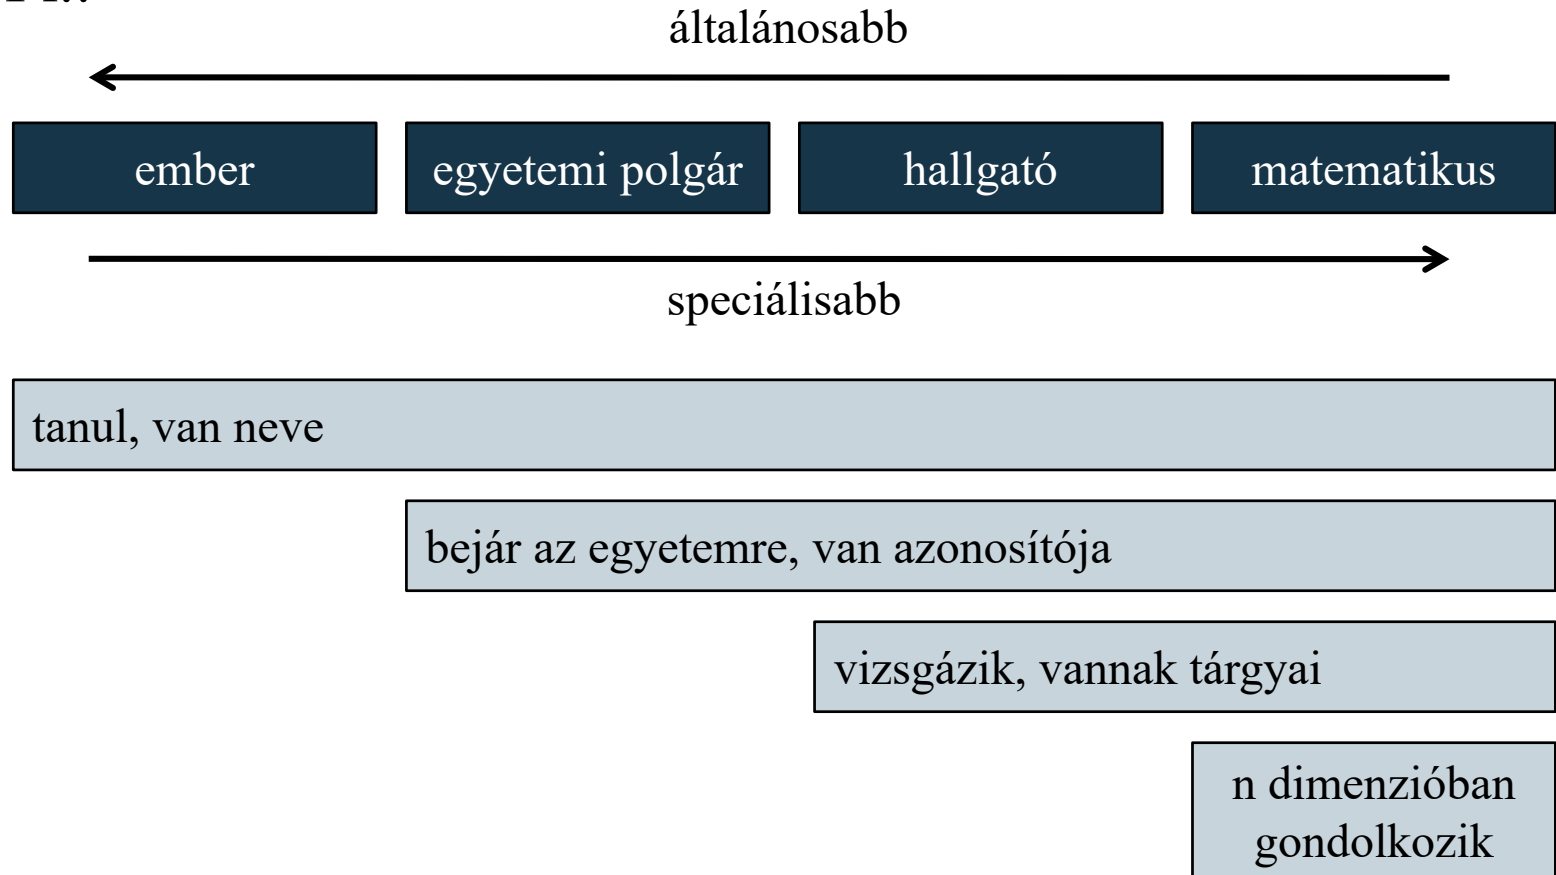 általánosabb
ember
egyetemi polgár
hallgató
matematikus
speciálisabb
tanul, van neve
bejár az egyetemre, van azonosítója
vizsgázik, vannak tárgyai
n dimenzióban
gondolkozik